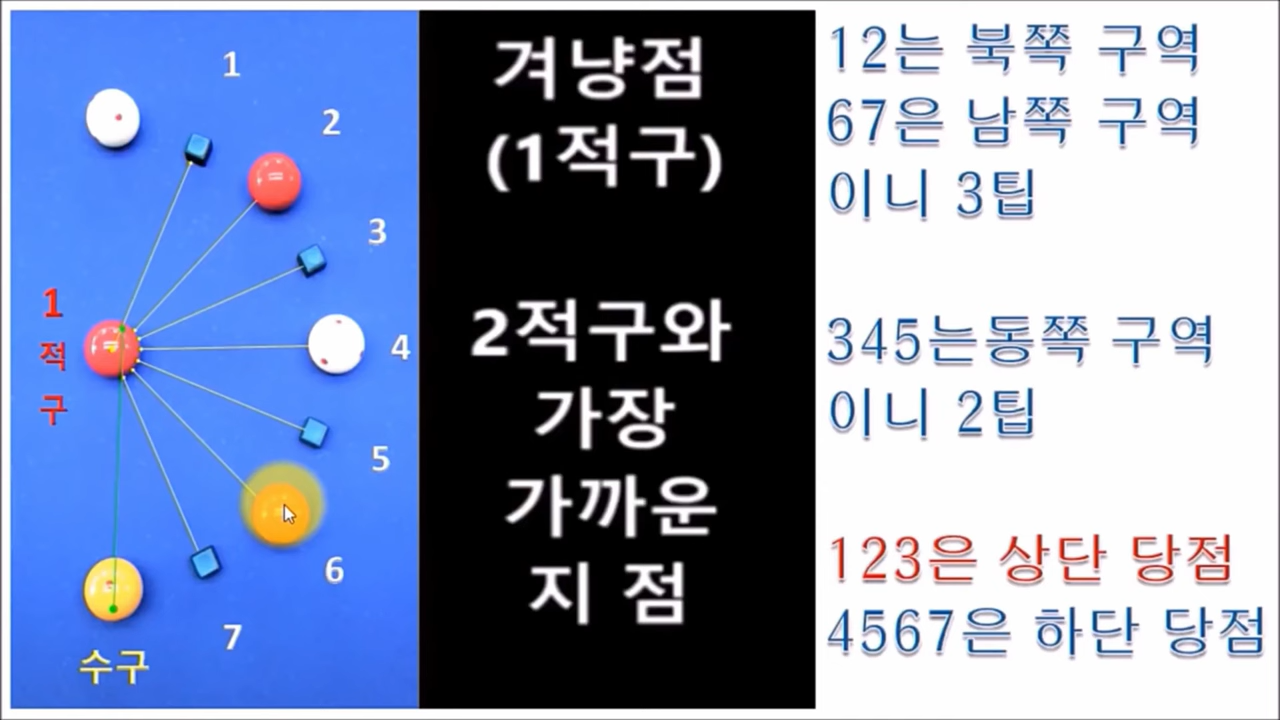 1
2
3
4
5
6
7
1
적
구
수구
겨냥점
(1적구)
2적구와
가장
가까운
지 점
12는 북쪽 구역
67은 남쪽 구역
이니 3팁
345는동쪽 구역
이니 2팁
123은 상단 당점
4567은 하단 당점